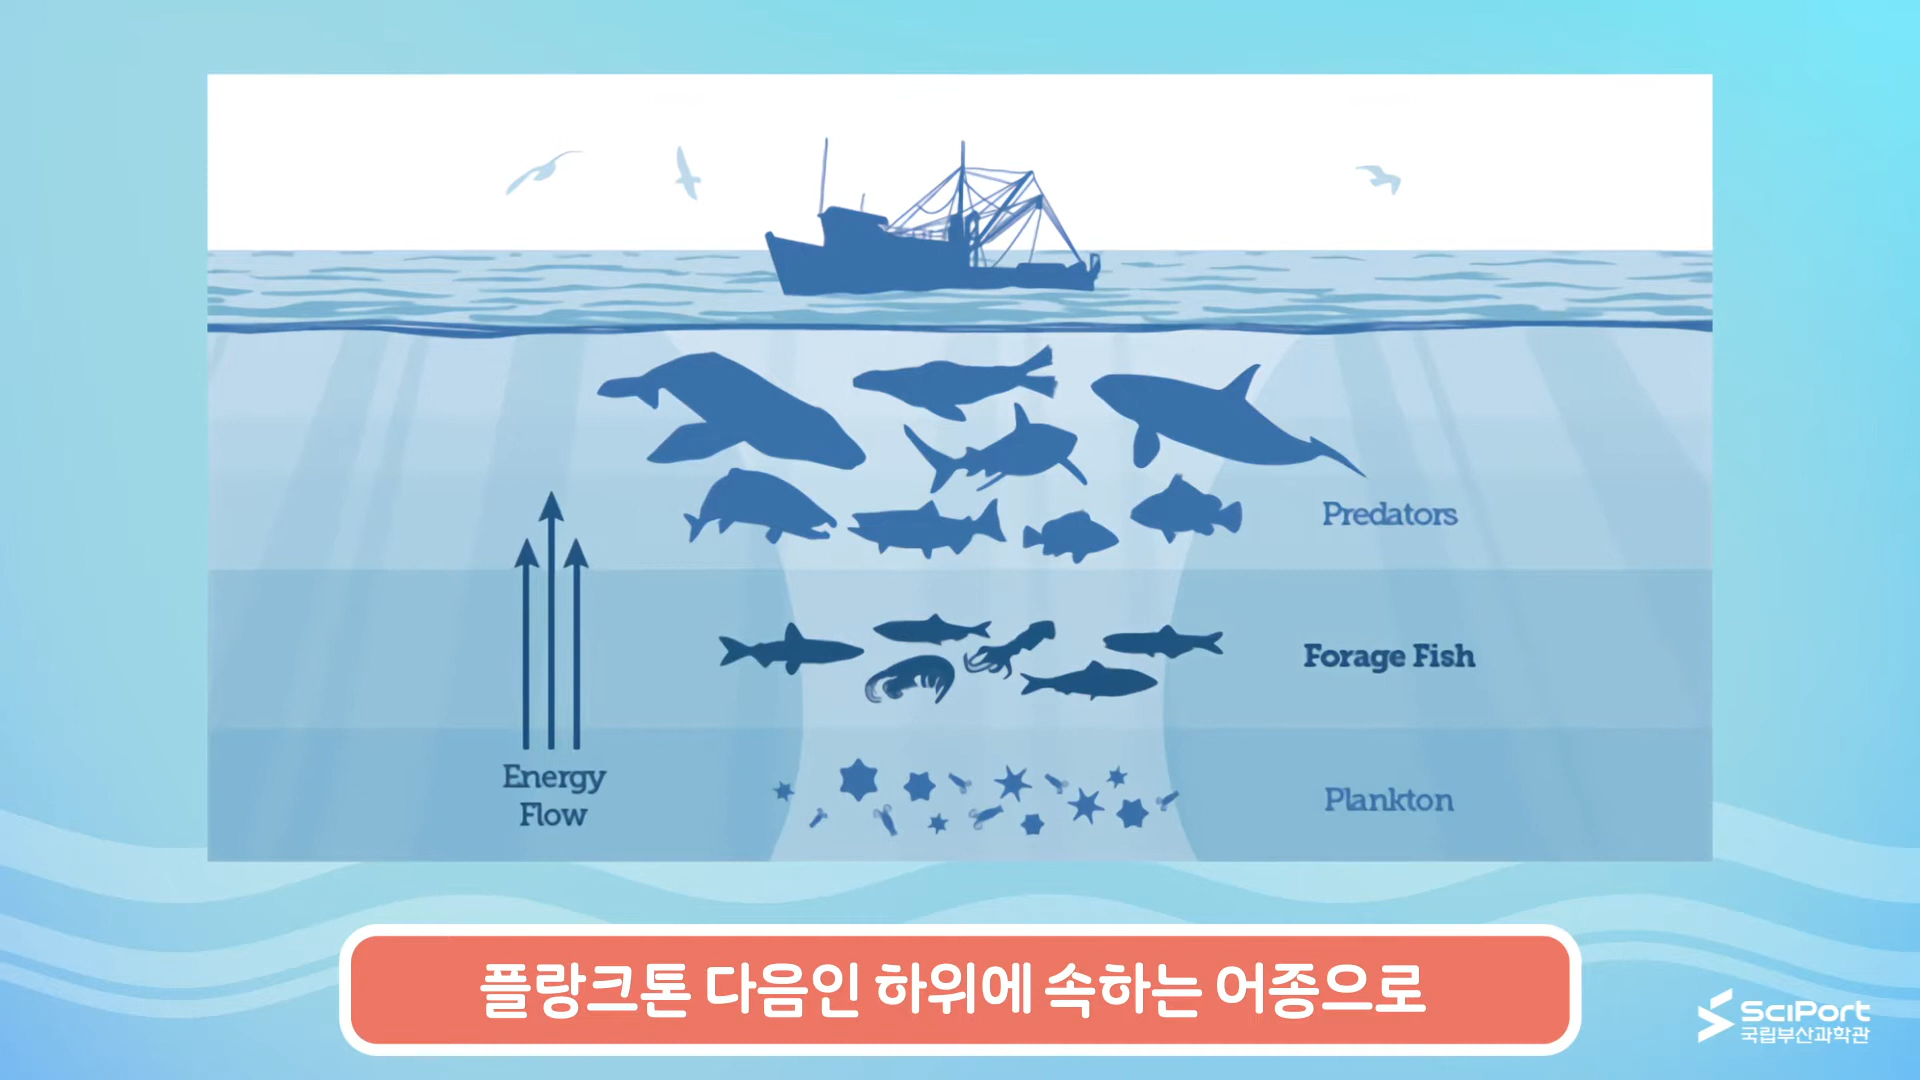 Predators
Forage Fish
Energy
Flow
Plankton
플랑크톤 다음인 하위에 속하는 어종으로
SciPort
국립부산과학관